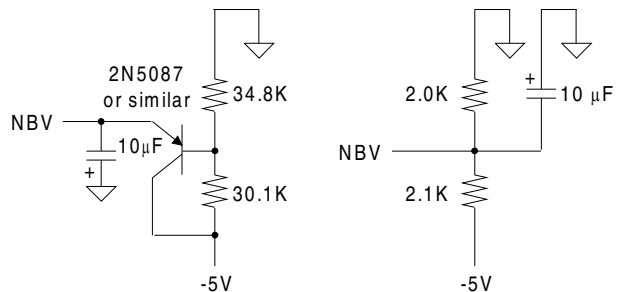 2N5087
or similar
34.8K
NBV
10μF
+
30.1K
-5V
2.0K
+
10 μF
NBV
2.1K
-5V